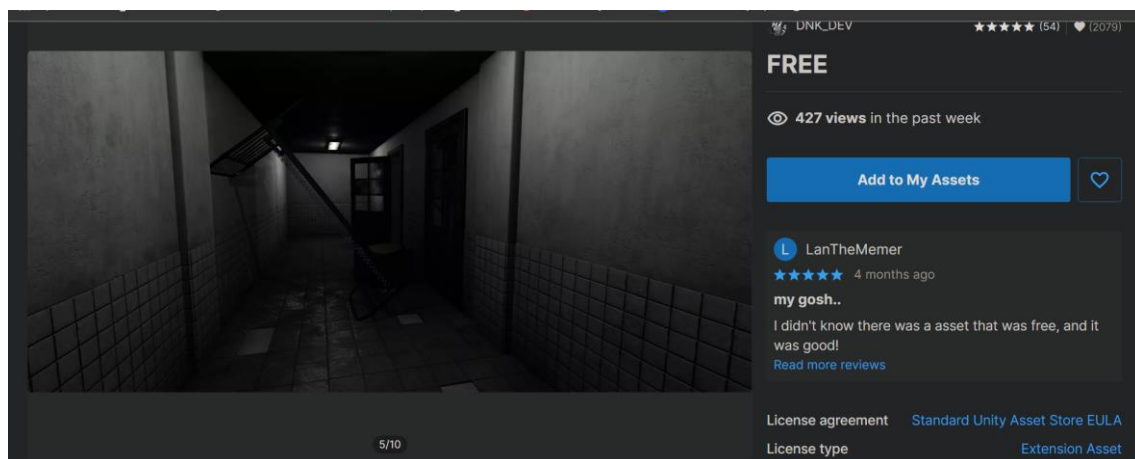 DNK_DEV
(54)
(2079)
FREE
427 views in the past week
Add to My Assets
L
LanTheMemer
4 months ago
my gosh..
I didn't know there was a asset that was free, and it
was good!
Read more reviews
License agreement
Standard Unity Asset Store EULA
License type
Extension Asset
5/10